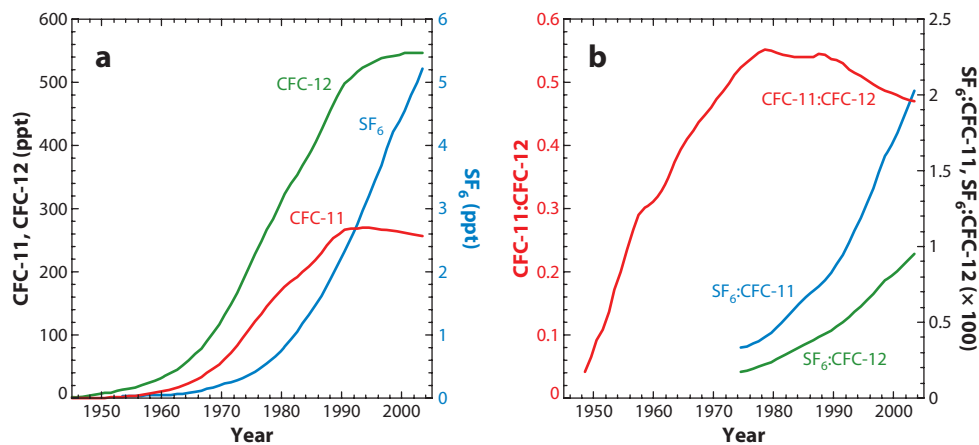 a
CFC-11, CFC-12 (ppt)
600
500
400
300
200
100
0
CFC-12
SF₆
CFC-11
6
5
4
3
2
1
0
SF₆ (ppt)
1950 1960 1970 1980 1990 2000
Year
b
CFC-11:CFC-12
0.6
0.5
0.4
0.3
0.2
0.1
0
CFC-11:CFC-12
SF₆:CFC-11
SF₆:CFC-12
2.5
2
1.5
1
0.5
0
SF₆:CFC-11, SF₆:CFC-12 (× 100)
1950 1960 1970 1980 1990 2000
Year